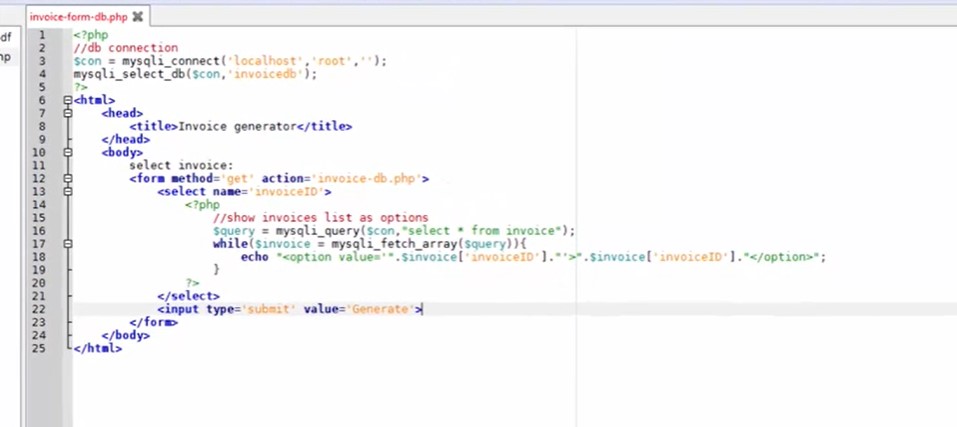 invoice-form-db.php
df
hp
1 <?php
2 //db connection
3 $con = mysqli_connect('localhost','root','');
4 mysqli_select_db($con,'invoicedb');
5 ?>
6 <html>
7 <head>
8 <title>Invoice generator</title>
9 </head>
10 <body>
11 select invoice:
12 <form method='get' action='invoice-db.php'>
13 <select name='invoiceID'>
14 <?php
15 //show invoices list as options
16 $query = mysqli_query($con,"select * from invoice");
17 while($invoice = mysqli_fetch_array($query)){
18 echo "<option value='".$invoice['invoiceID']."'>".$invoice['invoiceID']."</option>";
19 }
20 ?>
21 </select>
22 <input type='submit' value='Generate'>
23 </form>
24 </body>
25 </html>